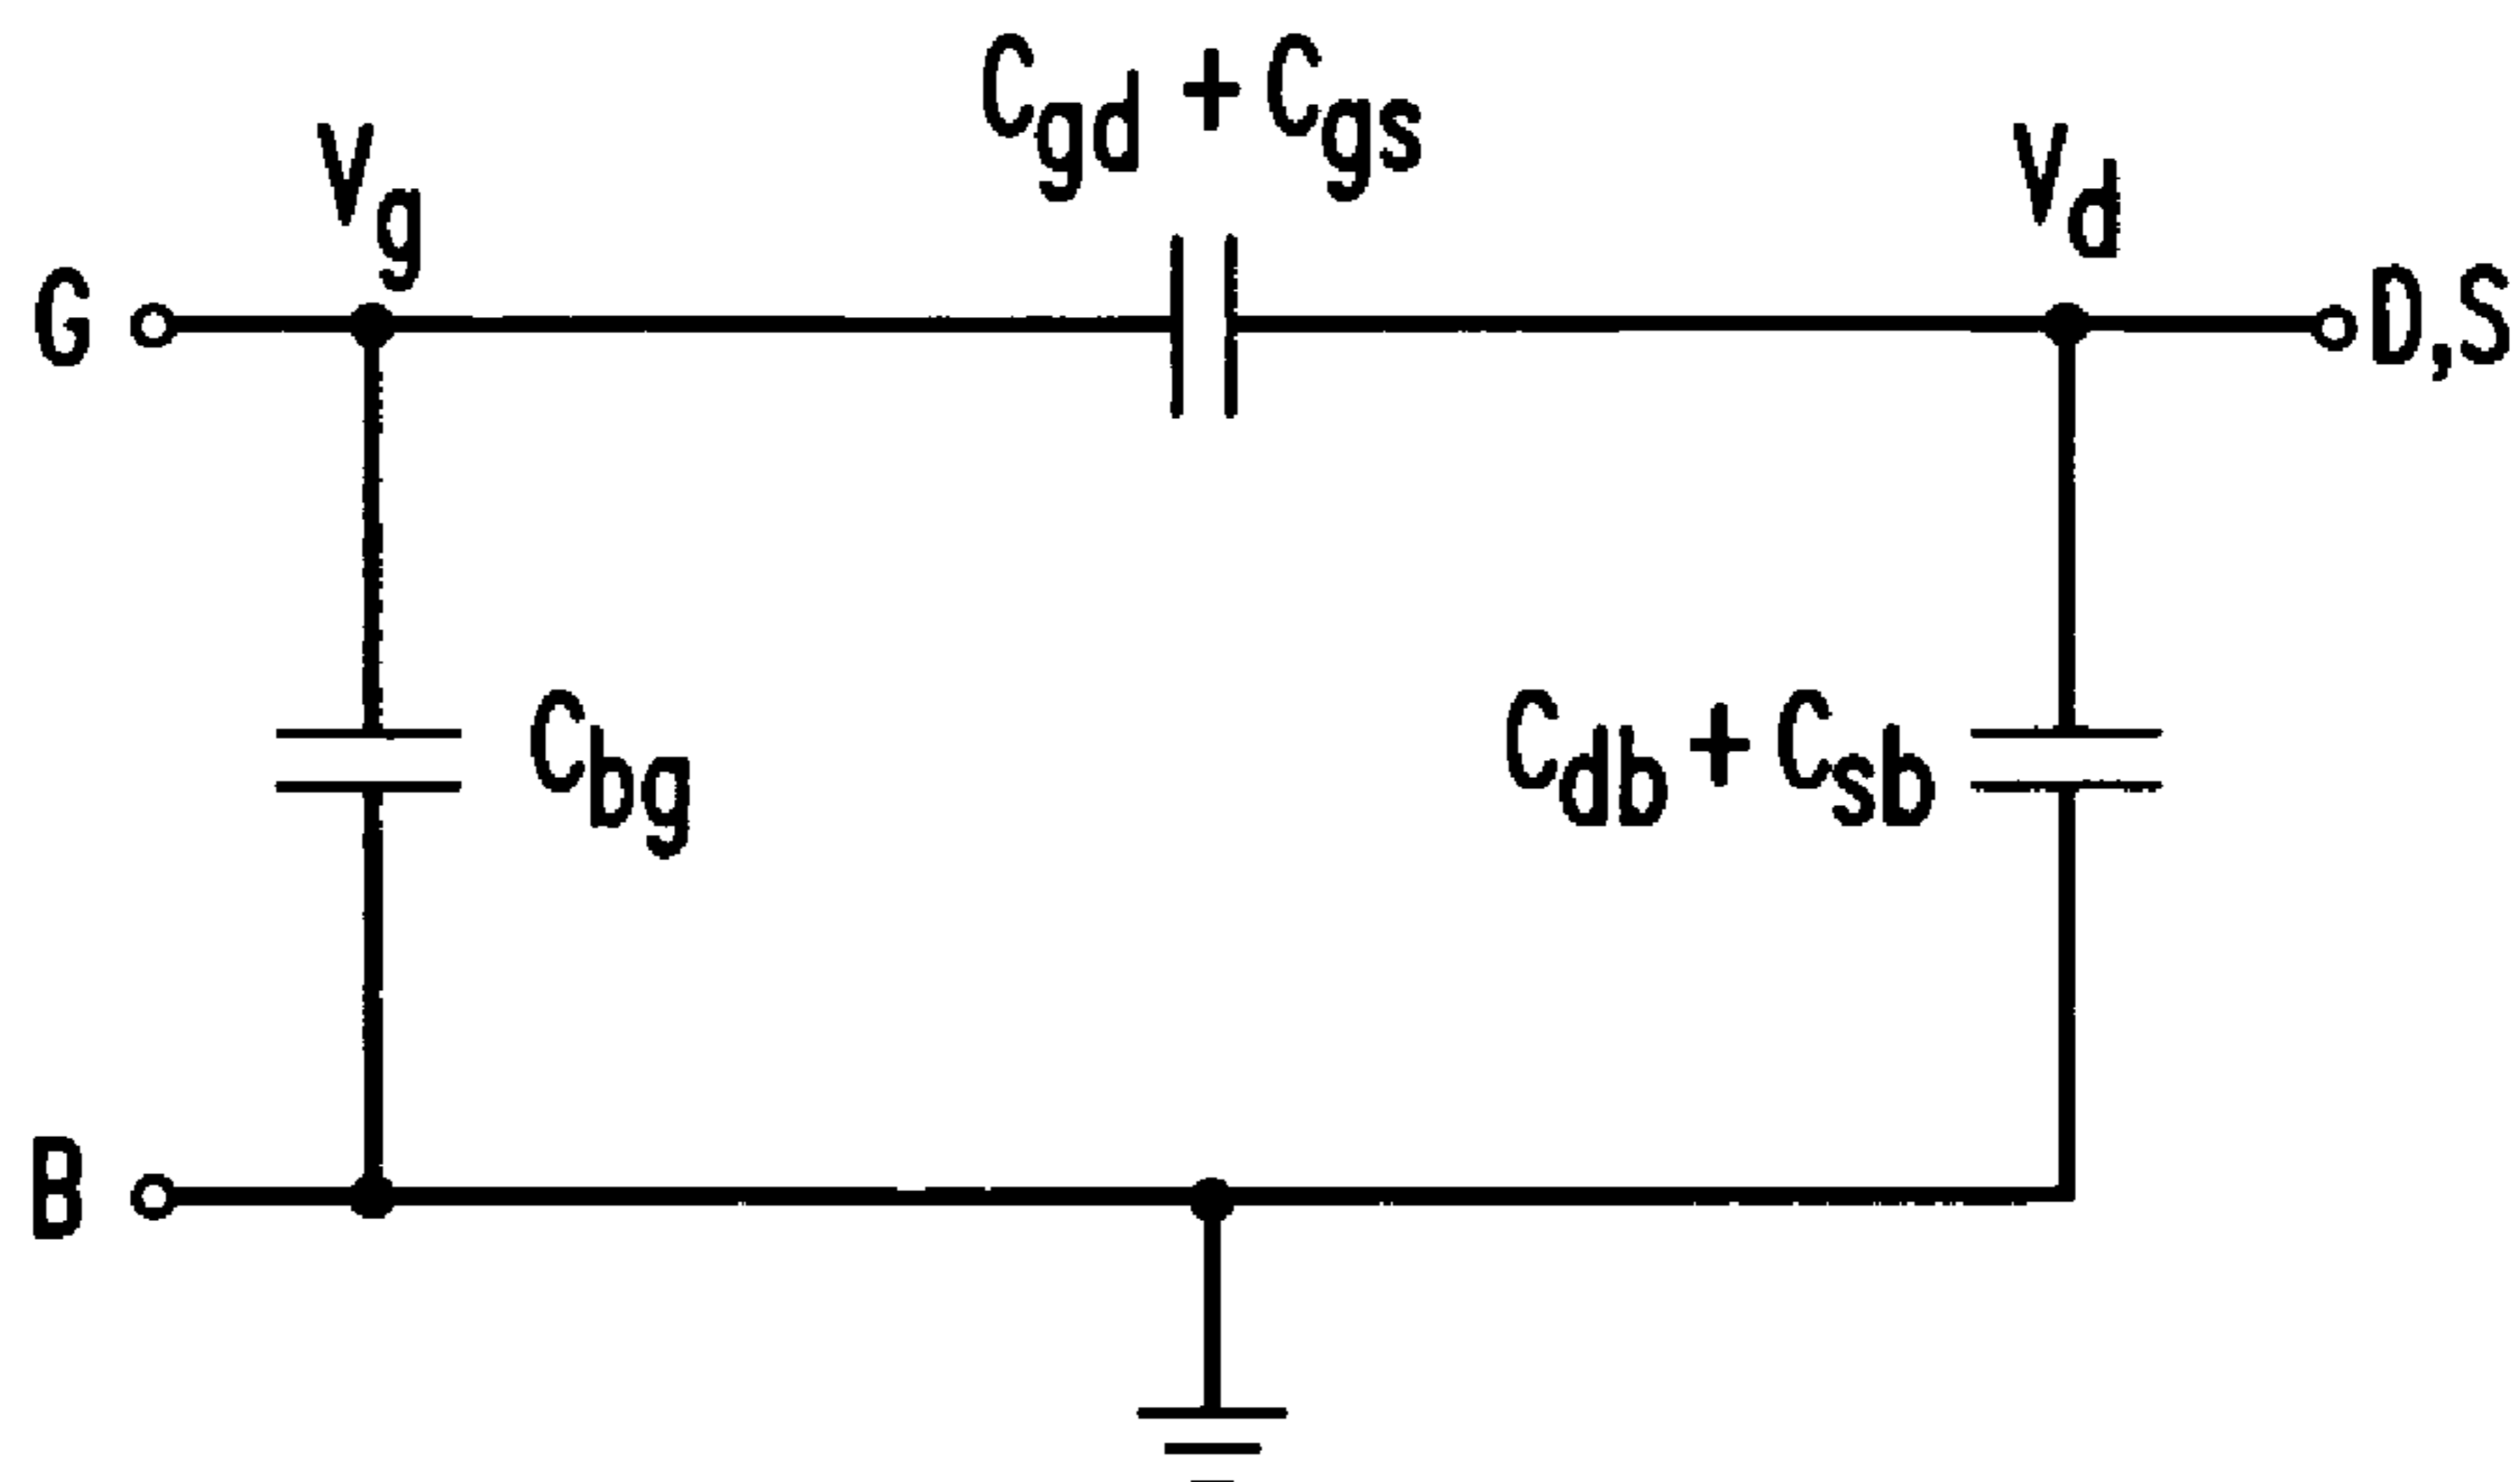 Cgd + Cgs
Vg
Vd
G
D,S
Cbg
Cdb + Csb
B